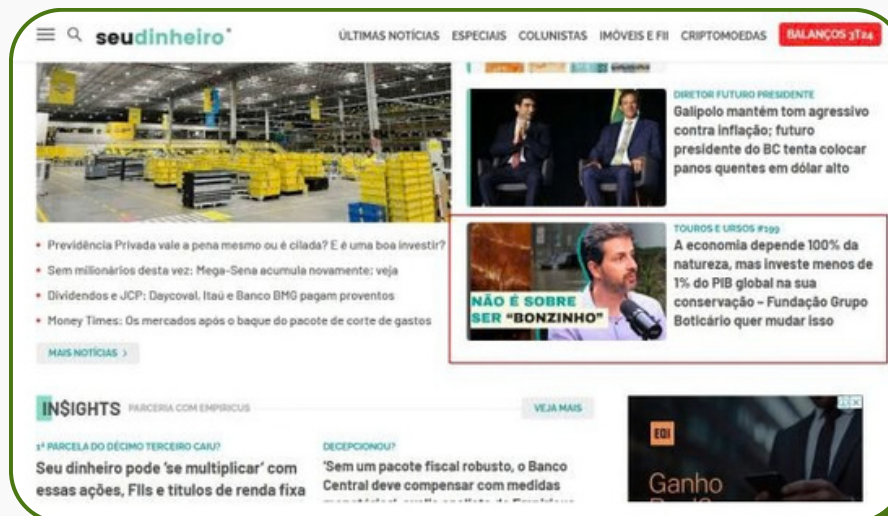 seudinheiro
ÚLTIMAS NOTÍCIAS ESPECIAIS COLUNISTAS IMÓVEIS E FII CRIPTOMOEDAS BALANÇOS 3T24
DIRETOR FUTURO PRESIDENTE
Galípolo mantém tom agressivo
contra inflação; futuro
presidente do BC tenta colocar
panos quentes em dólar alto
• Previdência Privada vale a pena mesmo ou é cilada? E é uma boa investir?
• Sem milionários desta vez: Mega-Sena acumula novamente; veja
• Dividendos e JCP: Daycoval, Itaú e Banco BMG pagam proventos
• Money Times: Os mercados após o baque do pacote de corte de gastos
MAIS NOTÍCIAS >
TOUROS E URSOS #199
A economia depende 100% da
natureza, mas investe menos de
1% do PIB global na sua
conservação – Fundação Grupo
Boticário quer mudar isso
NÃO É SOBRE
SER "BONZINHO"
IN$IGHTS PARCERIA COM EMPIRICUS
VEJA MAIS
1ª PARCELA DO DÉCIMO TERCEIRO CAIU?
Seu dinheiro pode 'se multiplicar' com
essas ações, FIIs e títulos de renda fixa
DECEPCIONOU?
'Sem um pacote fiscal robusto, o Banco
Central deve compensar com medidas
EQI
Ganho